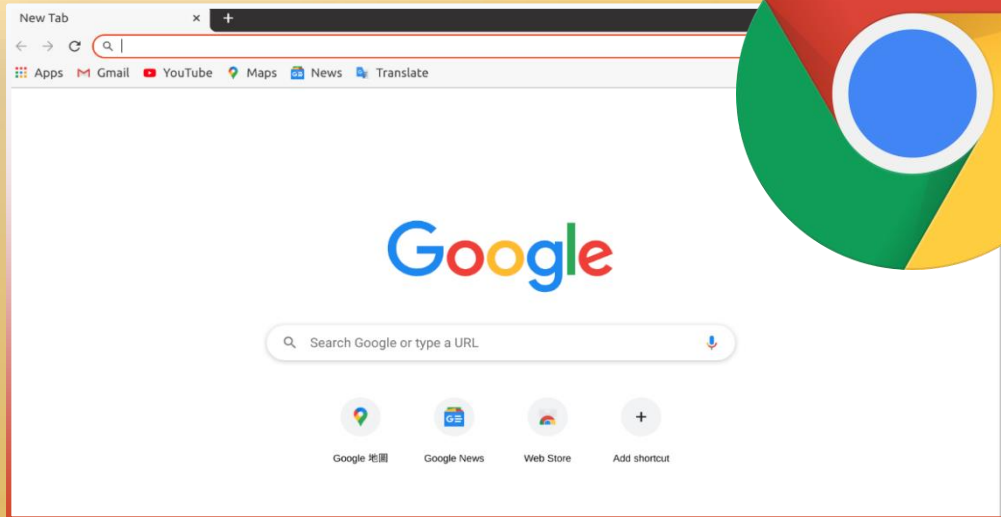 New Tab
Apps Gmail YouTube Maps News Translate
Google
Search Google or type a URL
Google 地圖 Google News Web Store Add shortcut